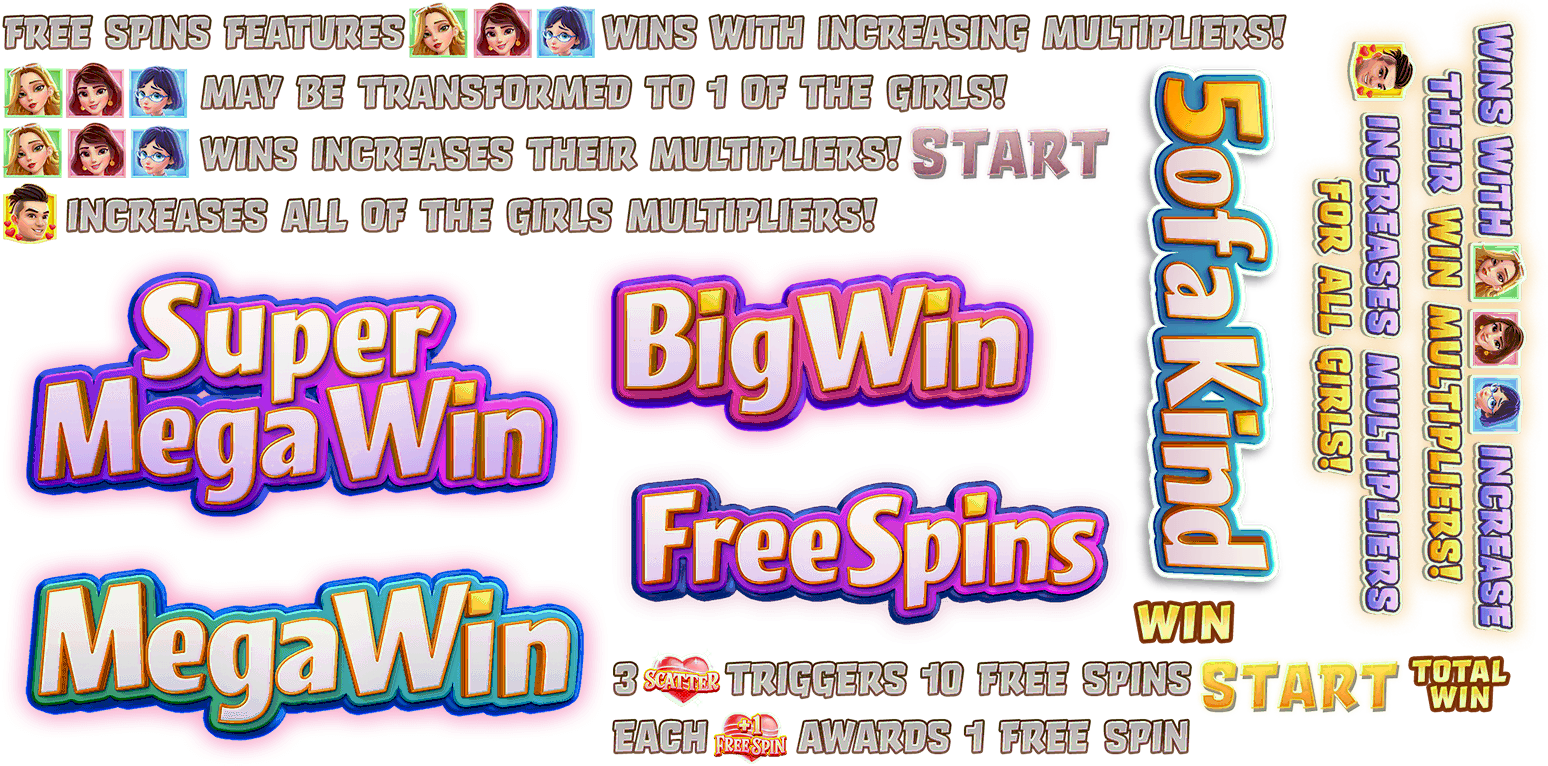 FREE SPINS FEATURES WINS WITH INCREASING MULTIPLIERS!
MAY BE TRANSFORMED TO 1 OF THE GIRLS!
WINS INCREASES THEIR MULTIPLIERS!
START
INCREASES ALL OF THE GIRLS MULTIPLIERS!
Super
Mega Win
Big Win
Free Spins
Mega Win
5 of a Kind
WINS WITH INCREASE
THEIR WIN MULTIPLIERS!
INCREASES MULTIPLIERS
FOR ALL GIRLS!
WIN
3 SCATTER TRIGGERS 10 FREE SPINS
START
TOTAL
WIN
EACH +1 FREE SPIN AWARDS 1 FREE SPIN